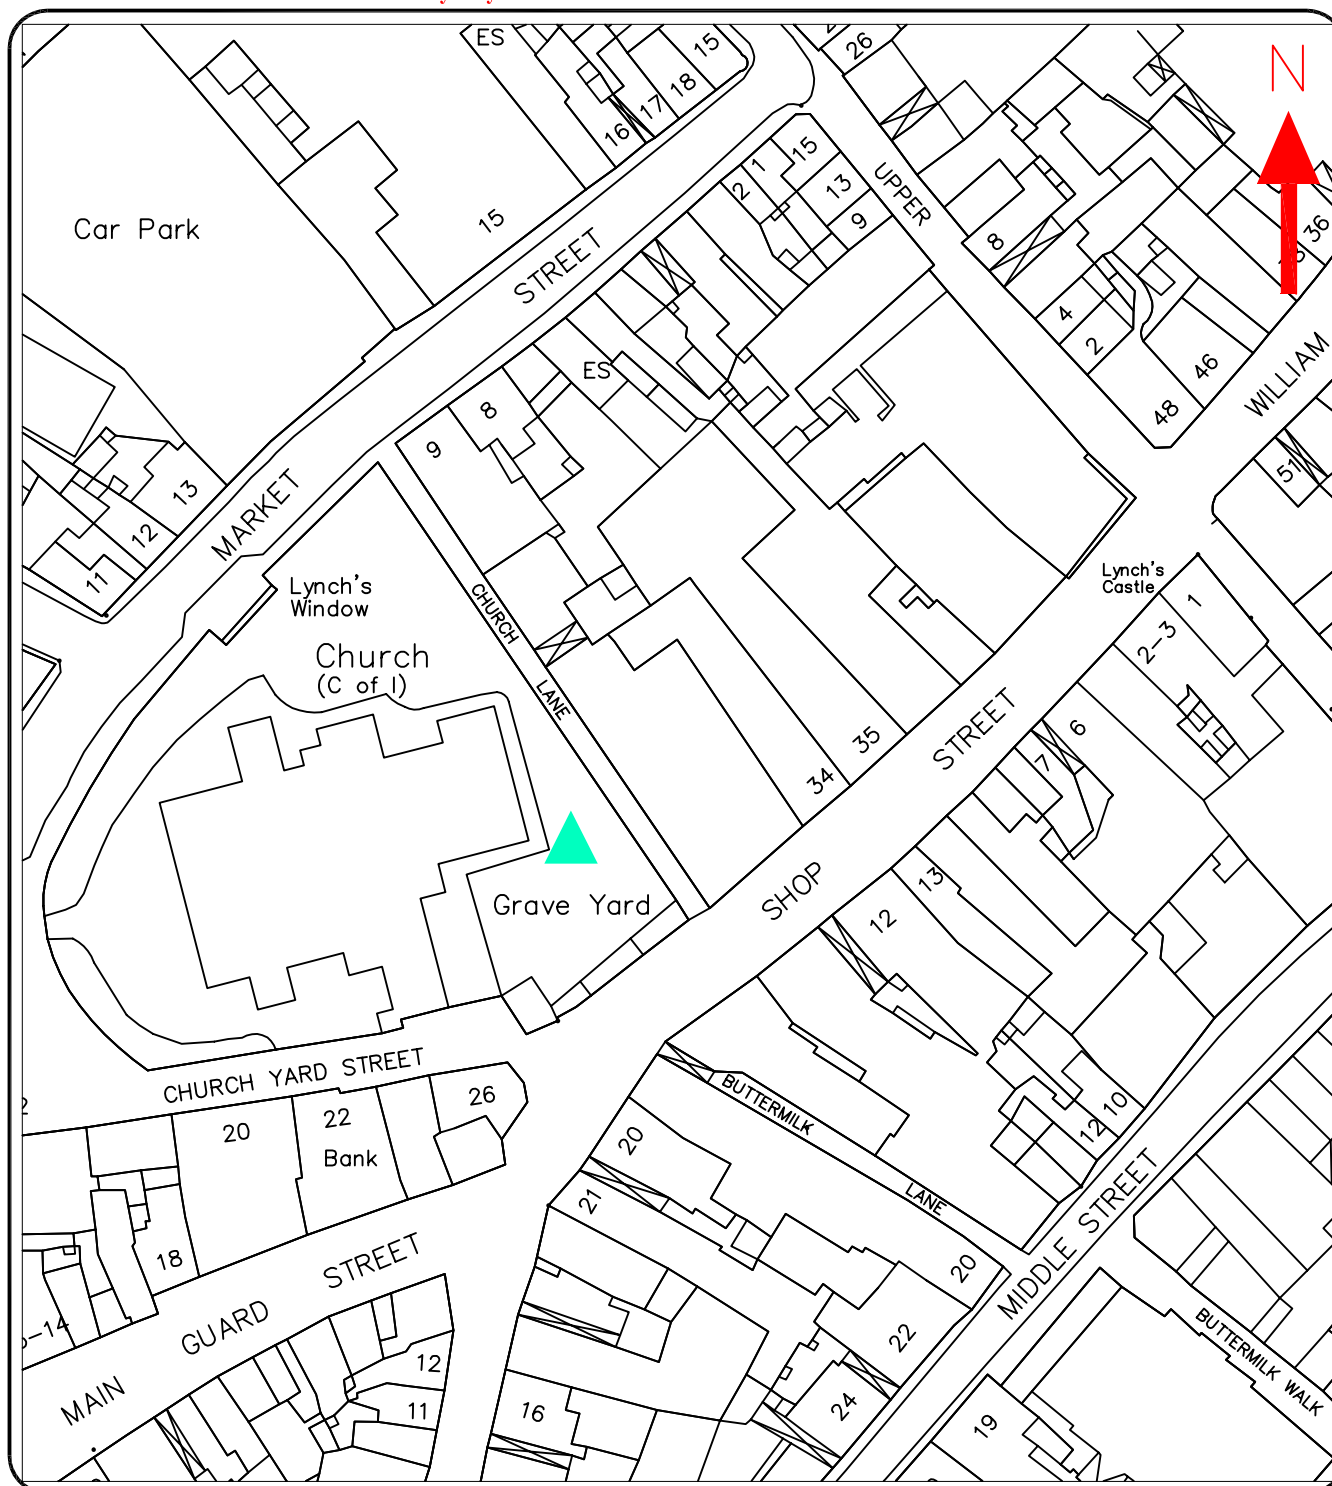 ES
15
18
17
16
26
N
15
1
2
13
9
UPPER
8
36
Car Park
15
STREET
4
2
46
48
WILLIAM
ES
8
9
51
13
12
11
MARKET
Lynch's
Window
Church
(C of I)
CHURCH
LANE
Lynch's
Castle
1
2-3
6
7
STREET
35
34
SHOP
13
12
Grave Yard
CHURCH YARD STREET
26
22
20
Bank
18
BUTTERMILK
LANE
20
21
10
12
MIDDLE STREET
20
22
24
BUTTERMILK WALK
19
STREET
GUARD
MAIN
12
11
16